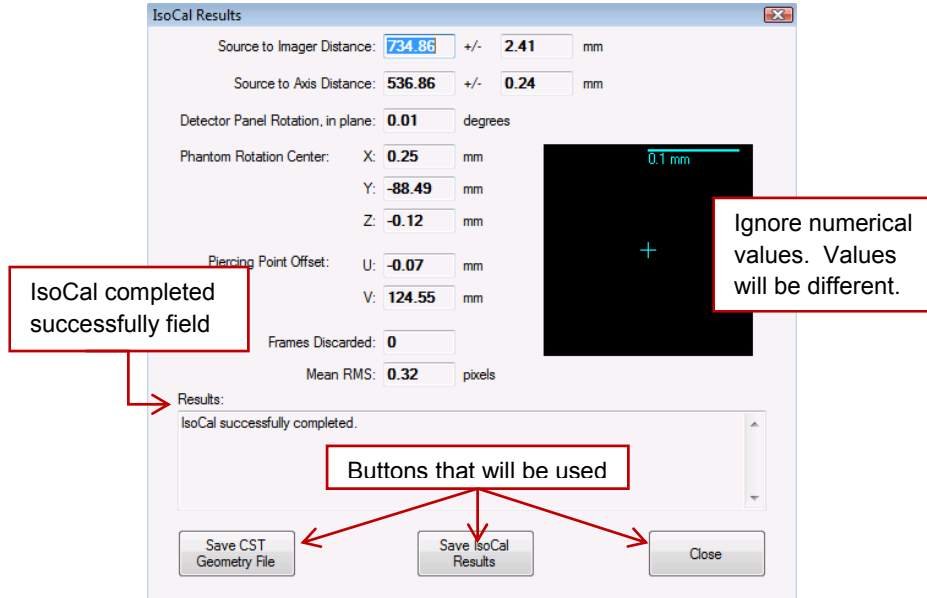 IsoCal Results
Source to Imager Distance: 734.86 +/- 2.41 mm
Source to Axis Distance: 536.86 +/- 0.24 mm
Detector Panel Rotation, in plane: 0.01 degrees
Phantom Rotation Center: X: 0.25 mm
0.1 mm
Y: -88.49 mm
Z: -0.12 mm
Ignore numerical
values. Values
will be different.
Piercing Point Offset: U: -0.07 mm
V: 124.55 mm
IsoCal completed
successfully field
Frames Discarded: 0
Mean RMS: 0.32 pixels
Results:
IsoCal successfully completed.
Buttons that will be used
Save CST
Geometry File
Save IsoCal
Results
Close